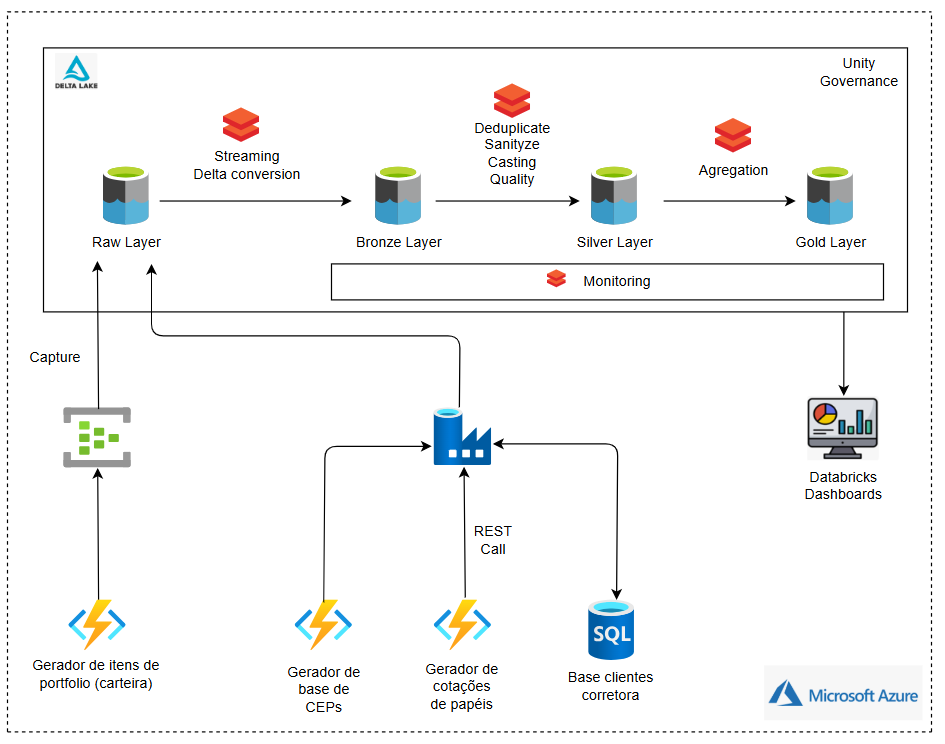 DELTA LAKE
Unity
Governance
Streaming
Delta conversion
Deduplicate
Sanityze
Casting
Quality
Agregation
Raw Layer
Bronze Layer
Silver Layer
Gold Layer
Monitoring
Capture
REST
Call
Databricks
Dashboards
SQL
Gerador de itens de
portfolio (carteira)
Gerador de
base de
CEPs
Gerador de
cotações
de papéis
Base clientes
corretora
Microsoft Azure